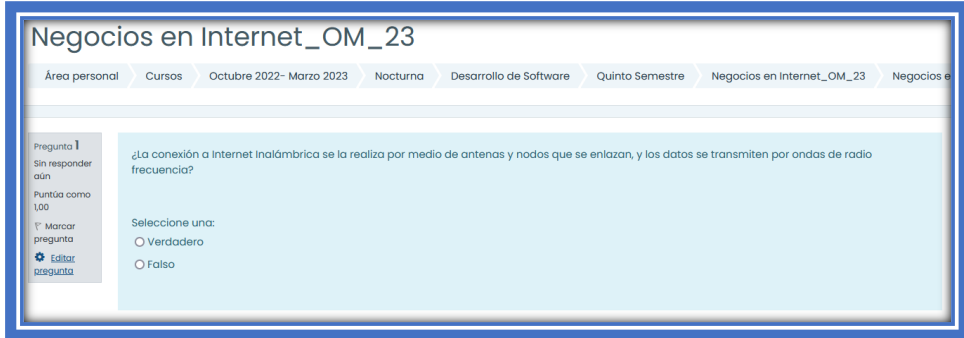 Negocios en Internet_OM_23
Área personal Cursos Octubre 2022- Marzo 2023 Nocturna Desarrollo de Software Quinto Semestre Negocios en Internet_OM_23 Negocios e
Pregunta 1
Sin responder
aún
Puntúa como
1,00
Marcar
pregunta
Editar
pregunta
¿La conexión a Internet Inalámbrica se la realiza por medio de antenas y nodos que se enlazan, y los datos se transmiten por ondas de radio
frecuencia?
Seleccione una:
Verdadero
Falso